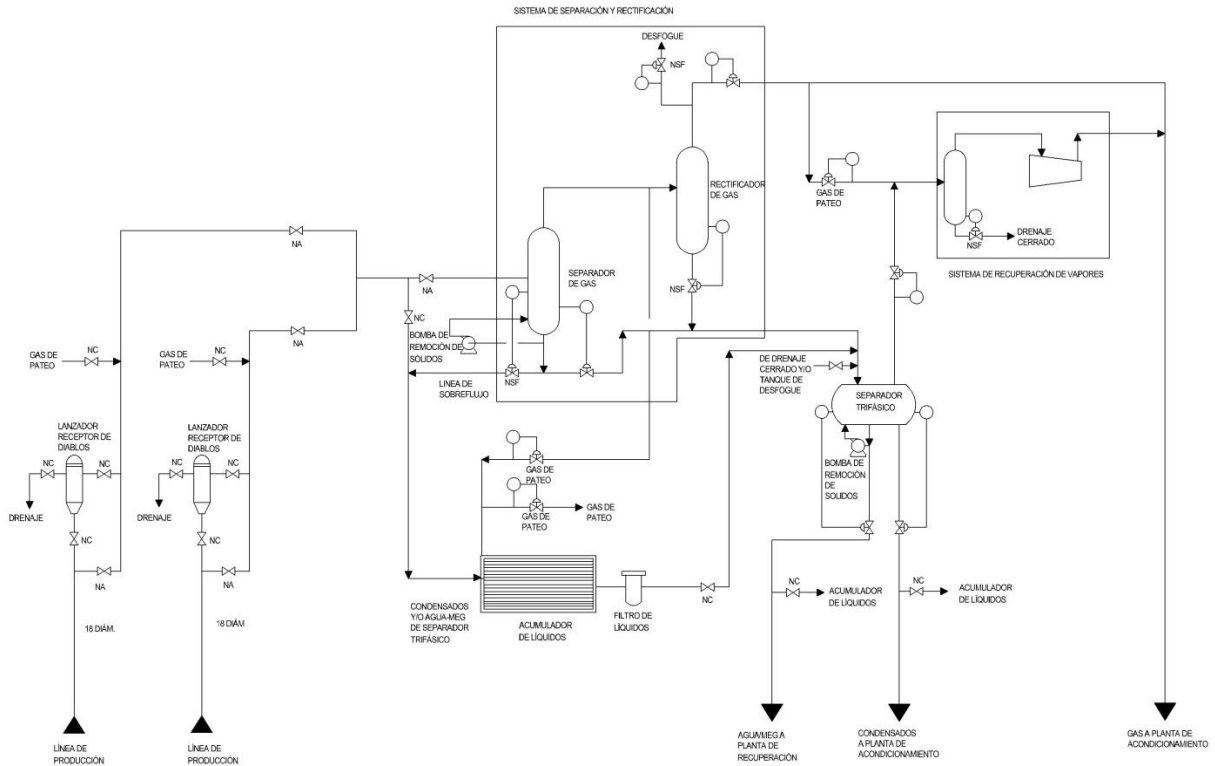 SISTEMA DE SEPARACIÓN Y RECTIFICACIÓN
DESFOGUE
NSF
RECTIFICADOR
DE GAS
GAS DE
PATEO
DRENAJE
CERRADO
NSF
SISTEMA DE RECUPERACIÓN DE VAPORES
NA
SEPARADOR
DE GAS
NA
NSF
NC
NA
BOMBA DE
REMOCIÓN DE
SÓLIDOS
GAS DE
PATEO
NC
GAS DE
PATEO
NC
LINEA DE
SOBREFLUJO
NSF
DE DRENAJE
CERRADO Y/O
TANQUE DE
DESFOGUE
SEPARADOR
TRIFÁSICO
LANZADOR
RECEPTOR DE
DIABLOS
LANZADOR
RECEPTOR DE
DIABLOS
NC
NC
NC
NC
GAS DE
PATEO
BOMBA DE
REMOCIÓN
DE
SOLIDOS
DRENAJE
DRENAJE
GAS DE
PATEO
GAS DE
PATEO
NC
NC
NA
NA
NC
NC
NC
ACUMULADOR
DE LÍQUIDOS
ACUMULADOR
DE LÍQUIDOS
CONDENSADOS
Y/O AGUA-MEG
DE SEPARADOR
TRIFÁSICO
ACUMULADOR
DE LÍQUIDOS
FILTRO DE
LÍQUIDOS
18 DIÁM.
18 DIÁM
LÍNEA DE
PRODUCCIÓN
LÍNEA DE
PRODUCCIÓN
AGUA/MEG A
PLANTA DE
RECUPERACIÓN
CONDENSADOS
A PLANTA DE
ACONDICIONAMIENTO
GAS A PLANTA DE
ACONDICIONAMIENTO